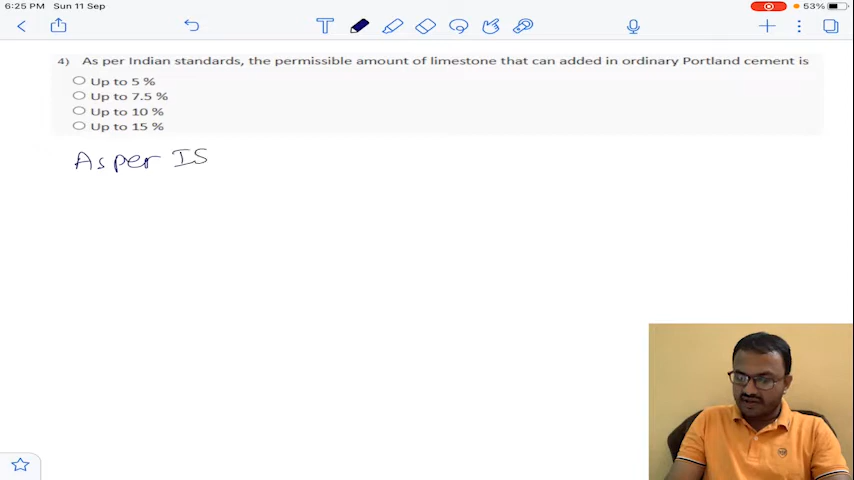 6:25 PM Sun 11 Sep
53%
T
4) As per Indian standards, the permissible amount of limestone that can added in ordinary Portland cement is
Up to 5 %
Up to 7.5 %
Up to 10 %
Up to 15 %
As per IS